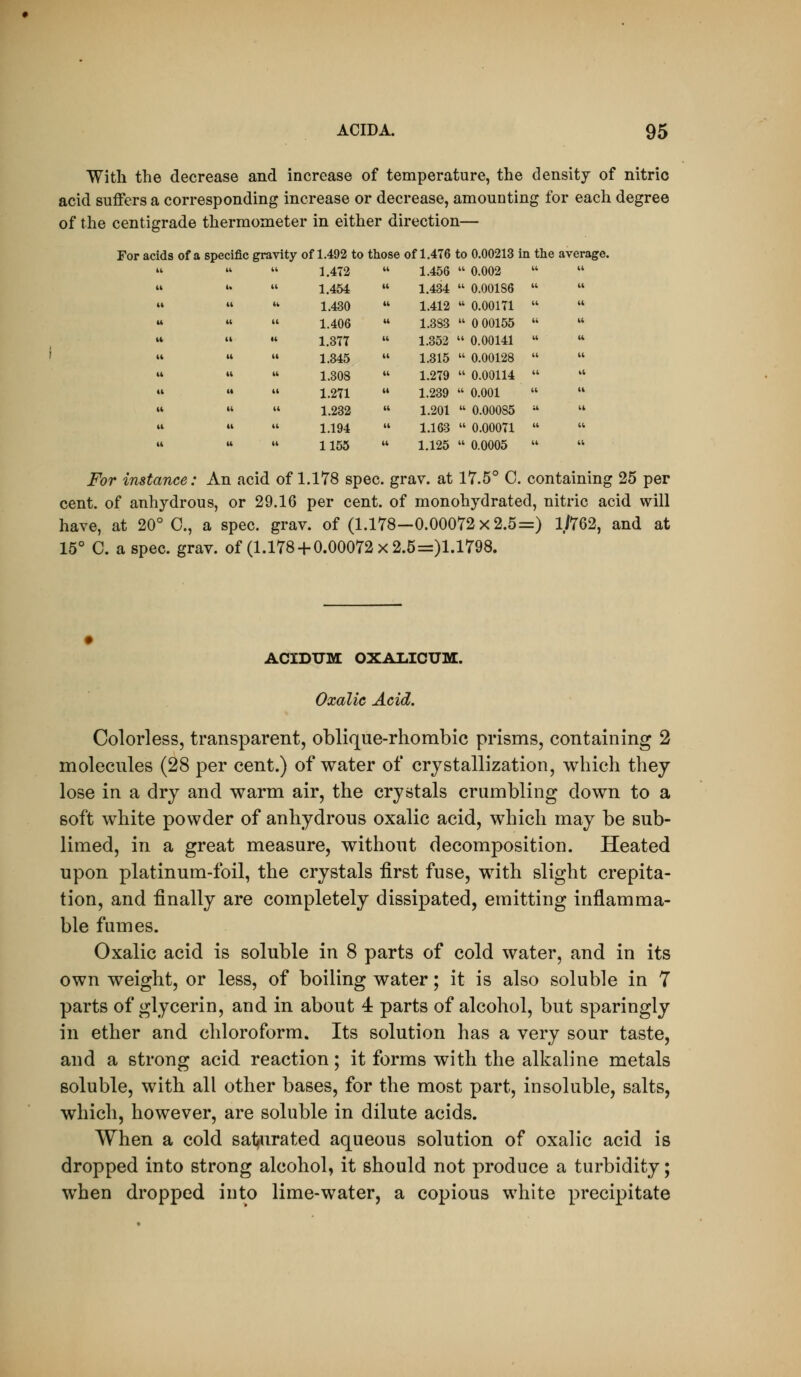 ACIDA. 95
With the decrease and increase of temperature, the density of nitric
acid suffers a corresponding increase or decrease, amounting for each degree
of the centigrade thermometer in either direction—
For acids of a specific gravity of 1.492 to those of 1.476 to 0.00213 in the average.
" " " 1.472 " 1.456 " 0.002 " "
" " " 1.454 " 1.434 " 0.00186 " "
" " " 1.430 " 1.412 " 0.00171 " "
" " " 1.406 " 1.383 " 0 00155 " "
" " " 1.377 " 1.352 " 0.00141 " "
" " " 1.345 " 1.315 " 0.00128 " "
" " " 1.308 " 1.279 " 0.00114 " "
" " " 1.271 " 1.239 " 0.001 " "
" " " 1.232 " 1.201 " 0.00085 " "
" " " 1.194 " 1.163 " 0.00071 " "
" " " 1 155 " 1.125 " 0.0005 " "
For instance: An acid of 1.178 spec. grav. at 17.5° C. containing 25 per
cent. of anhydrous, or 29.16 per cent. of monohydrated, nitric acid will
have, at 20° C., a spec. grav. of (1.178—0.00072 x 2.5=) 1/762, and at
15° C. a spec. grav. of (1.178+0.00072 x 2.5=)1.1798.
ACIDUM OXALICUM.
Oxalic Acid.
Colorless, transparent, oblique-rhombic prisms, containing 2
molecules (28 per cent.) of water of crystallization, which they
lose in a dry and warm air, the crystals crumbling down to a
soft white powder of anhydrous oxalic acid, which may be sub-
limed, in a great measure, without decomposition. Heated
upon platinum-foil, the crystals first fuse, with slight crepita-
tion, and finally are completely dissipated, emitting inflamma-
ble fumes.
Oxalic acid is soluble in 8 parts of cold water, and in its
own weight, or less, of boiling water; it is also soluble in 7
parts of glycerin, and in about 4 parts of alcohol, but sparingly
in ether and chloroform. Its solution has a very sour taste,
and a strong acid reaction; it forms with the alkaline metals
soluble, with all other bases, for the most part, insoluble, salts,
which, however, are soluble in dilute acids.
When a cold saturated aqueous solution of oxalic acid is
dropped into strong alcohol, it should not produce a turbidity;
when dropped into lime-water, a copious white precipitate